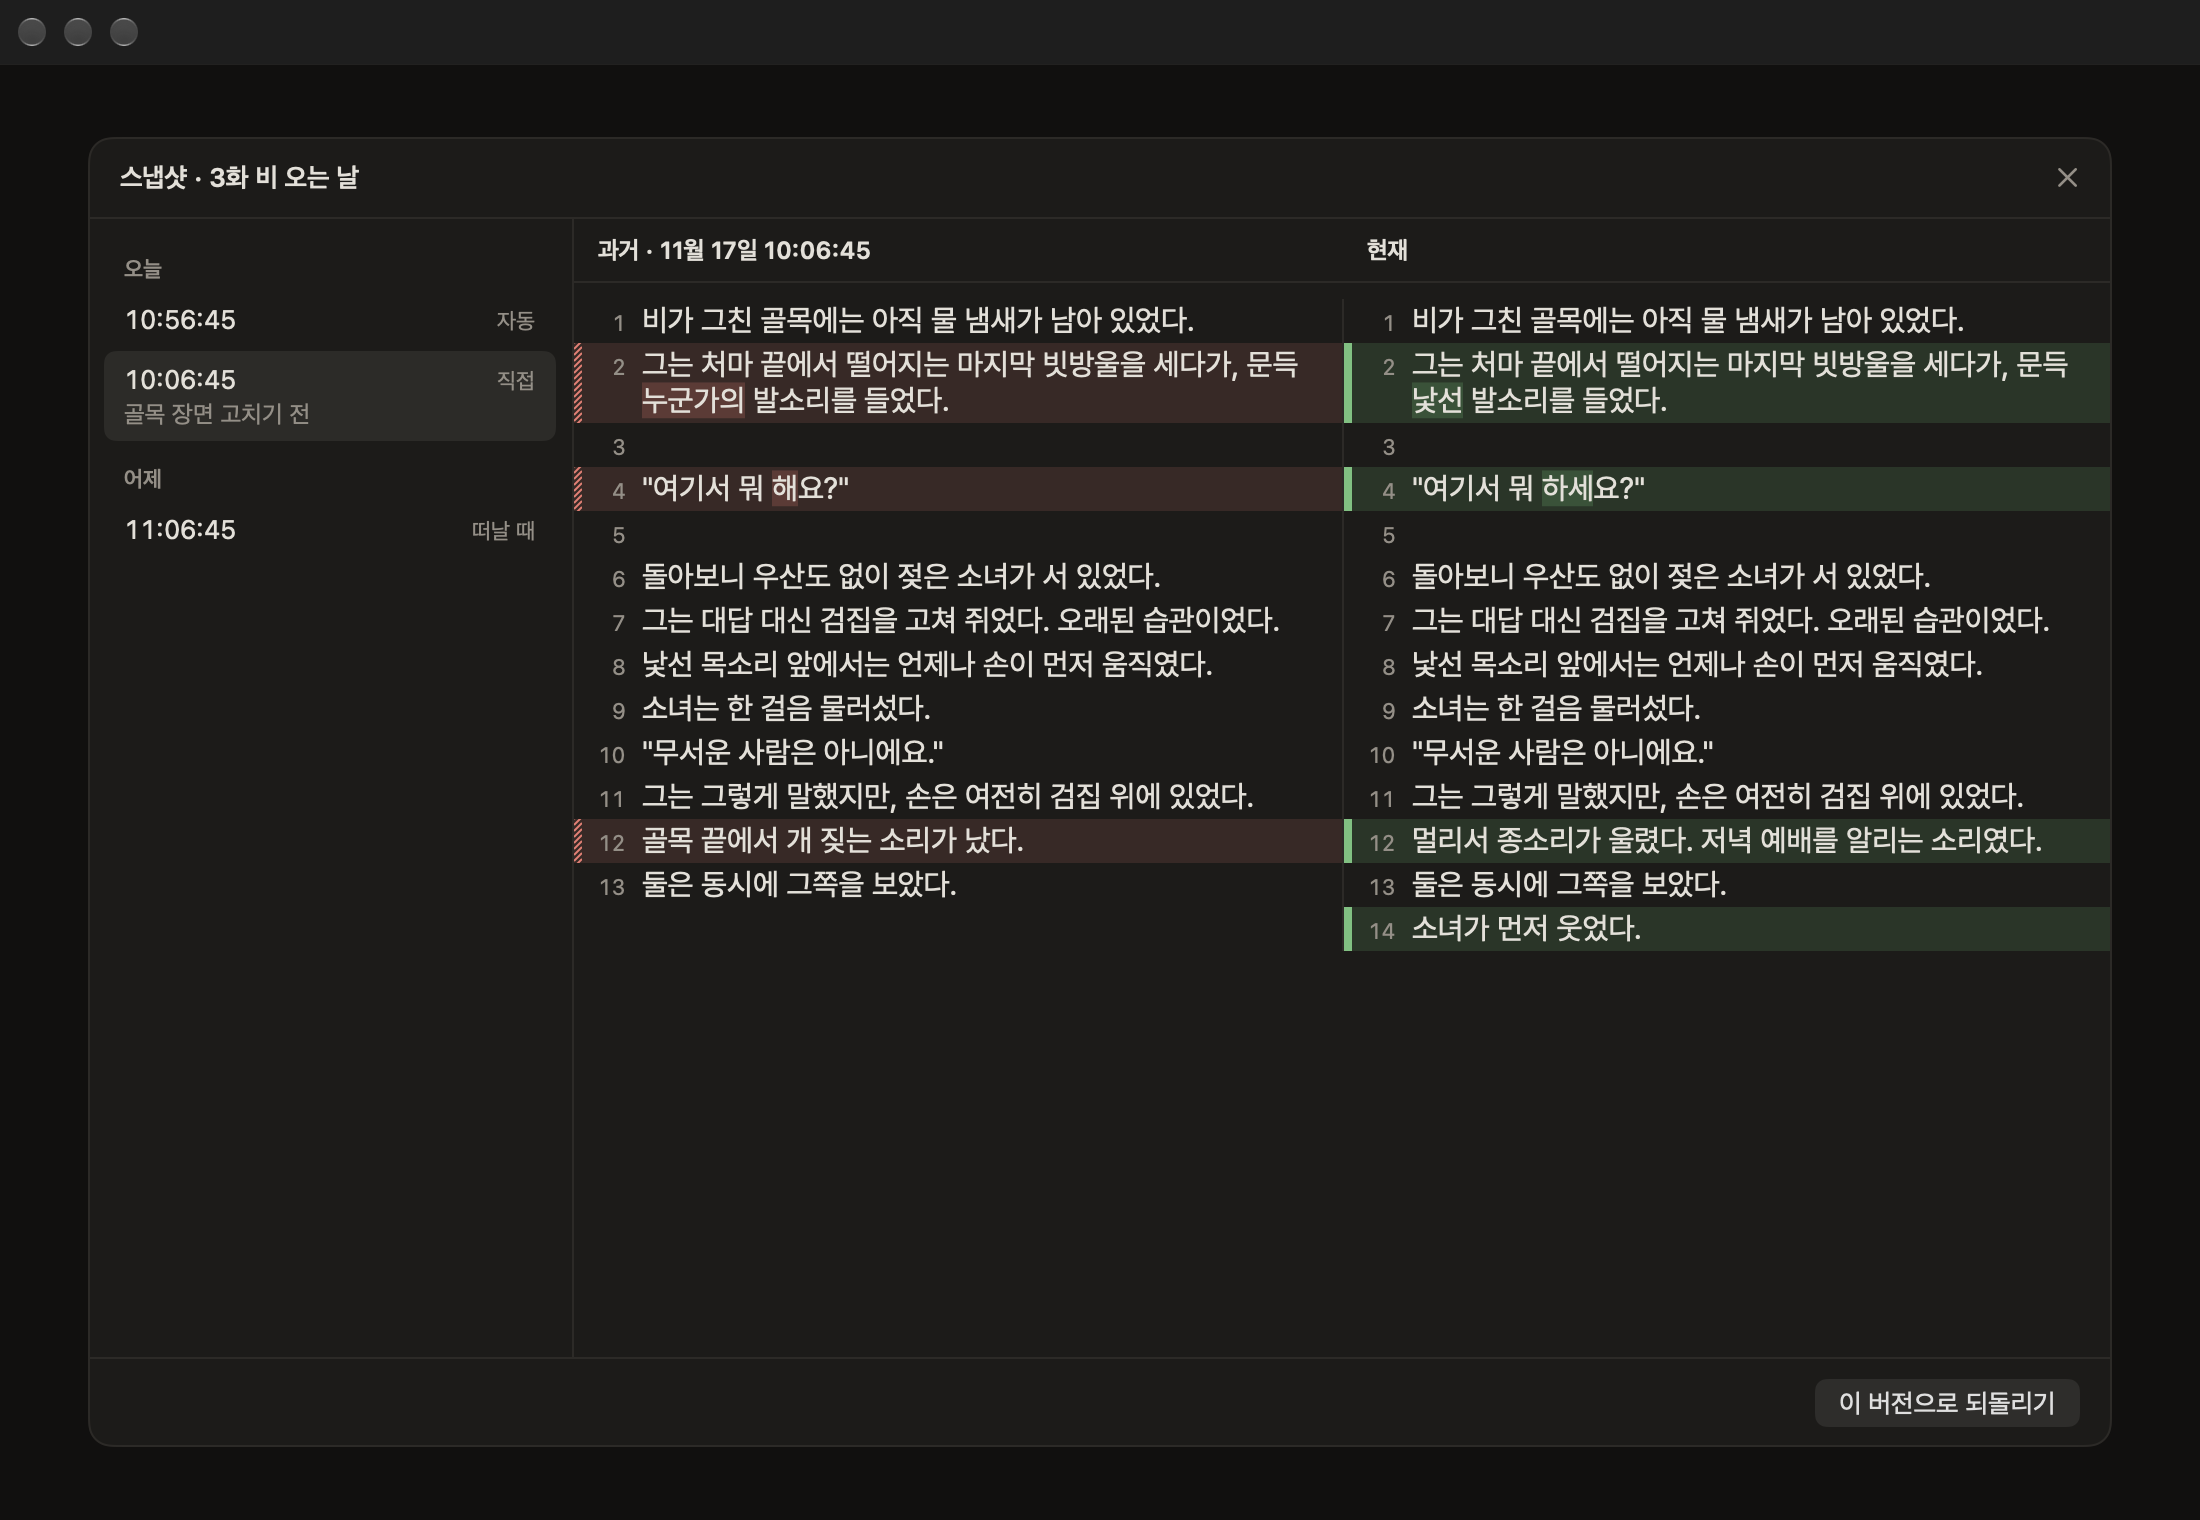 스냅샷 · 3화 비 오는 날
오늘
10:56:45 자동
10:06:45 직접
골목 장면 고치기 전
어제
11:06:45 떠날 때
과거 · 11월 17일 10:06:45
1 비가 그친 골목에는 아직 물 냄새가 남아 있었다.
2 그는 처마 끝에서 떨어지는 마지막 빗방울을 세다가, 문득
누군가의 발소리를 들었다.
3
4 "여기서 뭐 해요?"
5
6 돌아보니 우산도 없이 젖은 소녀가 서 있었다.
7 그는 대답 대신 검집을 고쳐 쥐었다. 오래된 습관이었다.
8 낯선 목소리 앞에서는 언제나 손이 먼저 움직였다.
9 소녀는 한 걸음 물러섰다.
10 "무서운 사람은 아니에요."
11 그는 그렇게 말했지만, 손은 여전히 검집 위에 있었다.
12 골목 끝에서 개 짖는 소리가 났다.
13 둘은 동시에 그쪽을 보았다.
현재
1 비가 그친 골목에는 아직 물 냄새가 남아 있었다.
2 그는 처마 끝에서 떨어지는 마지막 빗방울을 세다가, 문득
낯선 발소리를 들었다.
3
4 "여기서 뭐 하세요?"
5
6 돌아보니 우산도 없이 젖은 소녀가 서 있었다.
7 그는 대답 대신 검집을 고쳐 쥐었다. 오래된 습관이었다.
8 낯선 목소리 앞에서는 언제나 손이 먼저 움직였다.
9 소녀는 한 걸음 물러섰다.
10 "무서운 사람은 아니에요."
11 그는 그렇게 말했지만, 손은 여전히 검집 위에 있었다.
12 멀리서 종소리가 울렸다. 저녁 예배를 알리는 소리였다.
13 둘은 동시에 그쪽을 보았다.
14 소녀가 먼저 웃었다.
이 버전으로 되돌리기